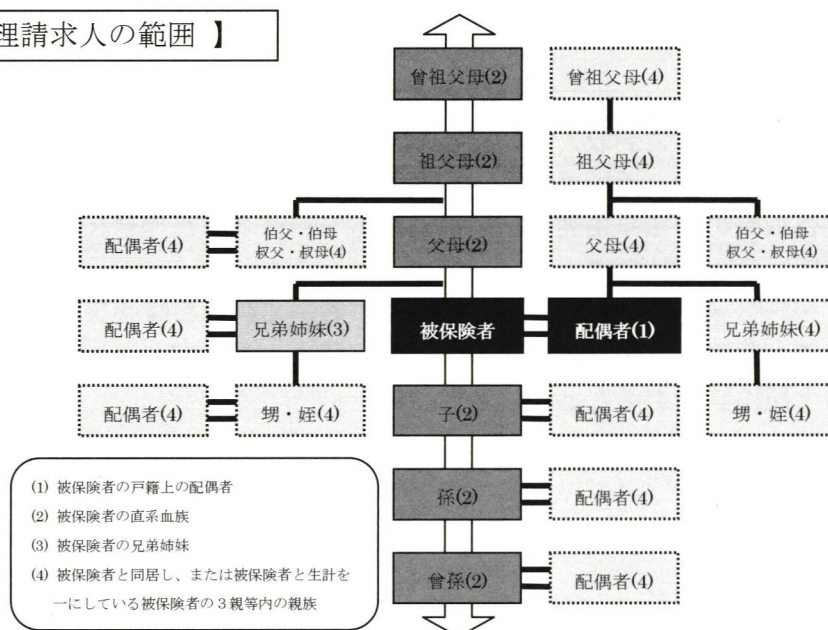 理請求人の範囲 】
曾祖父母(2)
曾祖父母(4)
祖父母(2)
祖父母(4)
配偶者(4)
伯父・伯母
叔父・叔母(4)
父母(2)
父母(4)
伯父・伯母
叔父・叔母(4)
配偶者(4)
兄弟姉妹(3)
被保険者
配偶者(1)
兄弟姉妹(4)
配偶者(4)
甥・姪(4)
子(2)
配偶者(4)
甥・姪(4)
孫(2)
配偶者(4)
曾孫(2)
配偶者(4)
(1) 被保険者の戸籍上の配偶者
(2) 被保険者の直系血族
(3) 被保険者の兄弟姉妹
(4) 被保険者と同居し、または被保険者と生計を
一にしている被保険者の3親等内の親族